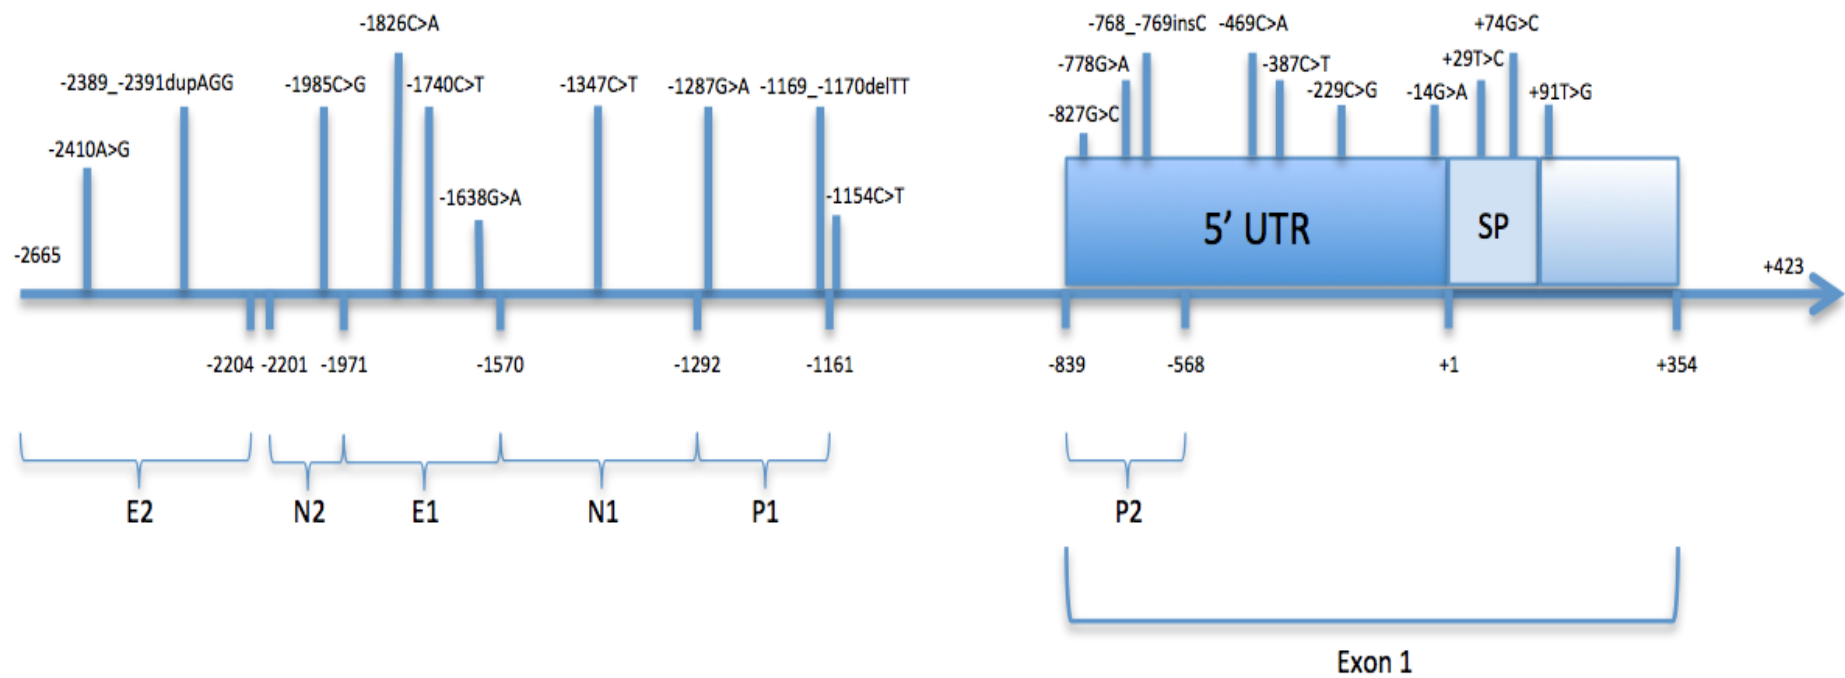 -1826C>A
-768_-769insC
-469C>A
+74G>C
-2389_-2391dupAGG
-1985C>G
-1740C>T
-1347C>T
-1287G>A
-1169_-1170delTT
-778G>A
-387C>T
+29T>C
-229C>G
-14G>A
+91T>G
-827G>C
-2410A>G
-1638G>A
-1154C>T
5’ UTR
SP
-2665
+423
-2204
-2201
-1971
-1570
-1292
-1161
-839
-568
+1
+354
E2
N2
E1
N1
P1
P2
Exon 1